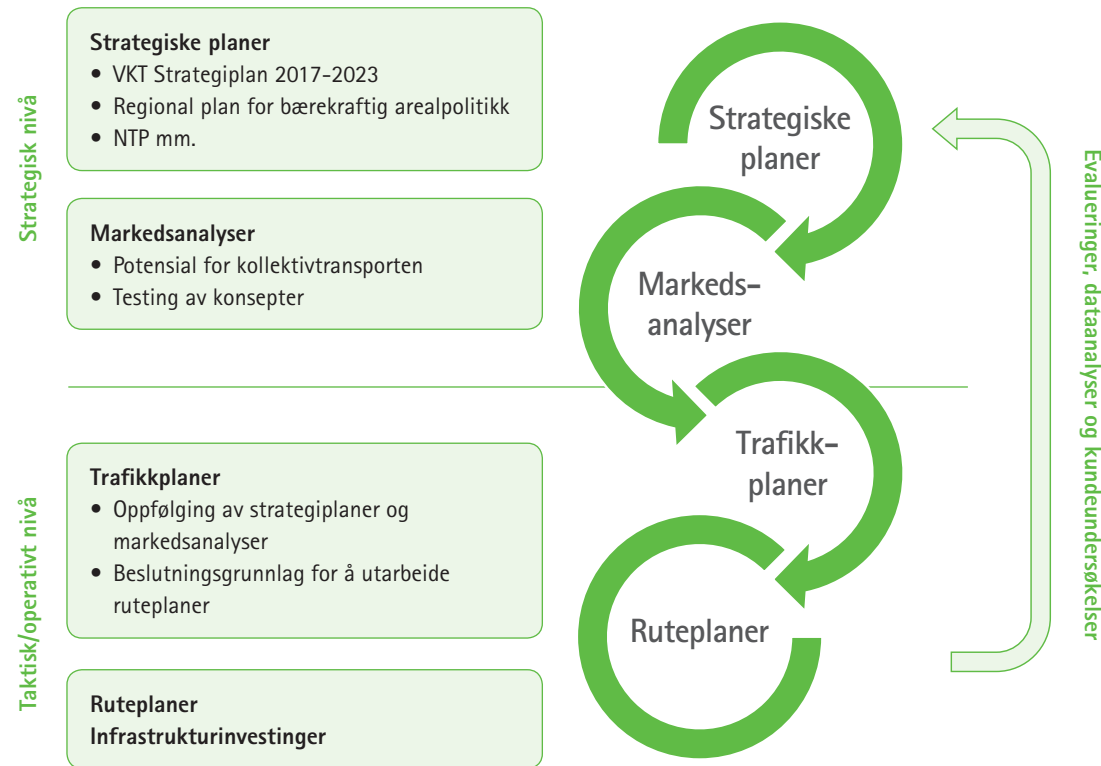 Strategisk nivå
Strategiske planer
• VKT Strategiplan 2017-2023
• Regional plan for bærekraftig arealpolitikk
• NTP mm.
Markedsanalyser
• Potensial for kollektivtransporten
• Testing av konsepter
Taktisk/operativt nivå
Trafikkplaner
• Oppfølging av strategiplaner og
markedsanalyser
• Beslutningsgrunnlag for å utarbeide
ruteplaner
Ruteplaner
Infrastrukturinvestinger
Strategiske
planer
Markeds-
analyser
Trafikk-
planer
Ruteplaner
Evalueringer, dataanalyser og kundeundersøkelser